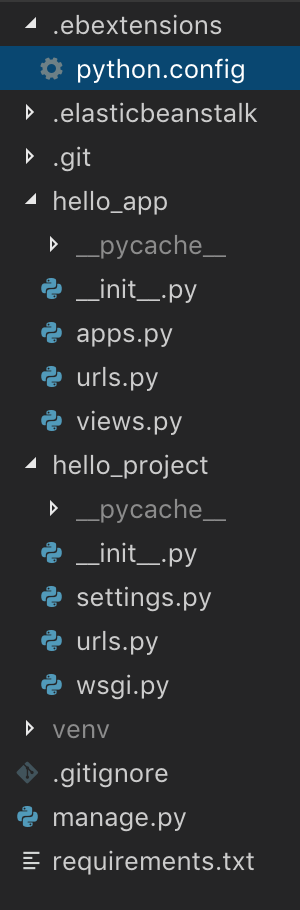 .ebextensions
python.config
.elasticbeanstalk
.git
hello_app
__pycache__
__init__.py
apps.py
urls.py
views.py
hello_project
__pycache__
__init__.py
settings.py
urls.py
wsgi.py
venv
.gitignore
manage.py
requirements.txt